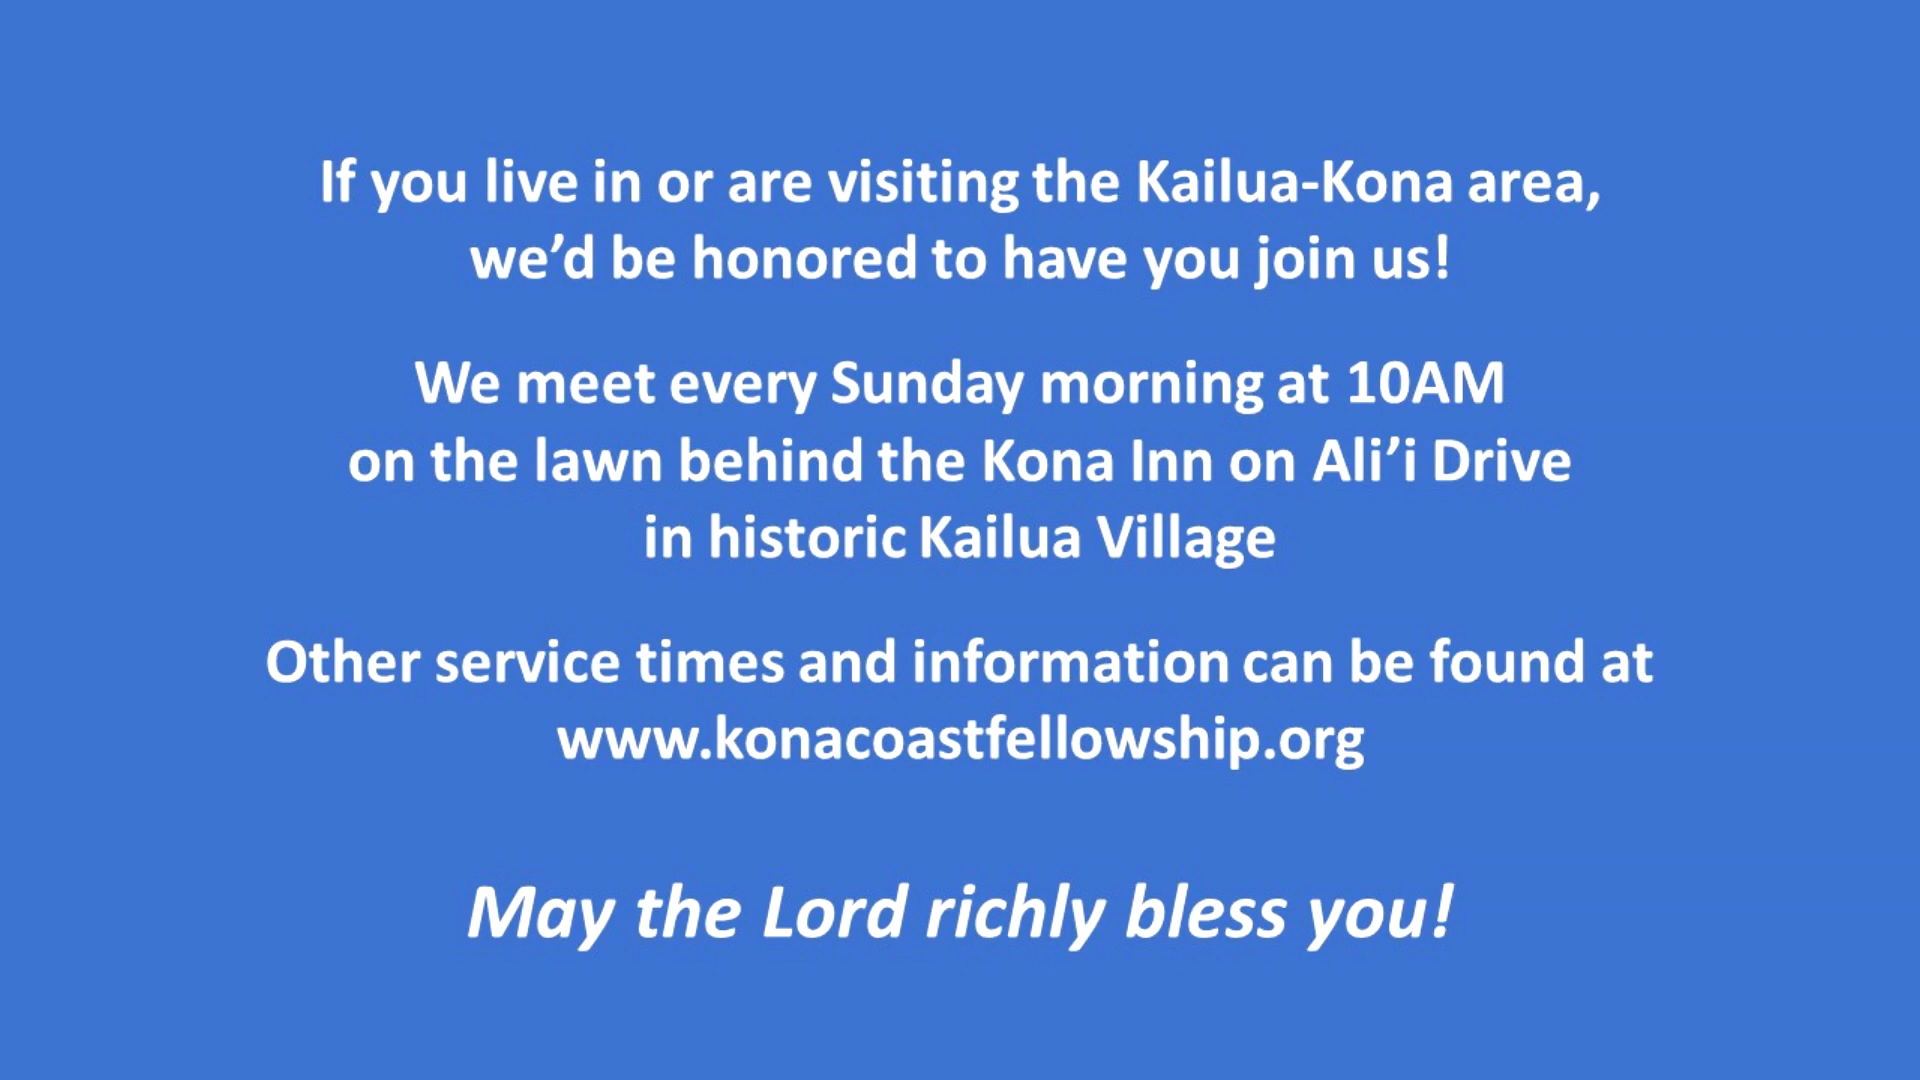 If you live in or are visiting the Kailua-Kona area,
we’d be honored to have you join us!
We meet every Sunday morning at 10AM
on the lawn behind the Kona Inn on Ali’i Drive
in historic Kailua Village
Other service times and information can be found at
www.konacoastfellowship.org
May the Lord richly bless you!